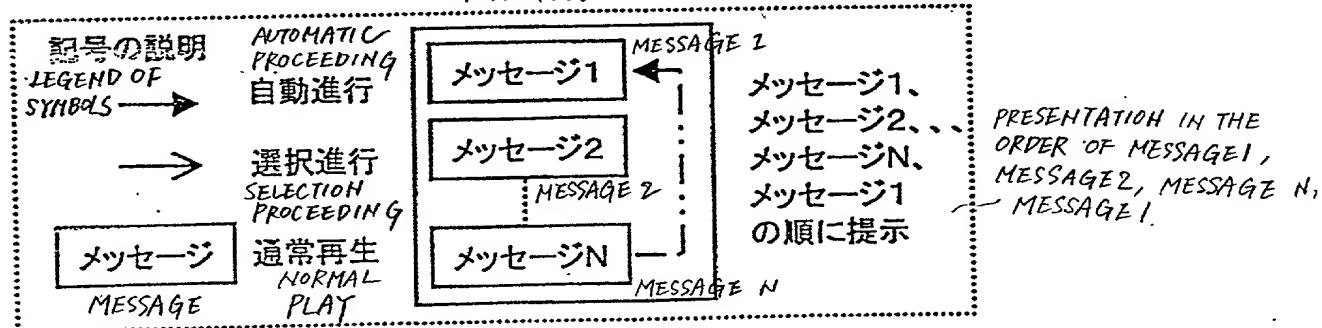 記号の説明
LEGEND OF
SYMBOLS
AUTOMATIC
PROCEEDING
自動進行
選択進行
SELECTION
PROCEEDING
メッセージ
MESSAGE
通常再生
NORMAL
PLAY
メッセージ1
MESSAGE 1
メッセージ2
MESSAGE 2
メッセージN
MESSAGE N
メッセージ1、
メッセージ2、、、
メッセージN、
メッセージ1
の順に提示
PRESENTATION IN THE
ORDER OF MESSAGE1,
MESSAGE2, MESSAGE N,
MESSAGE1.